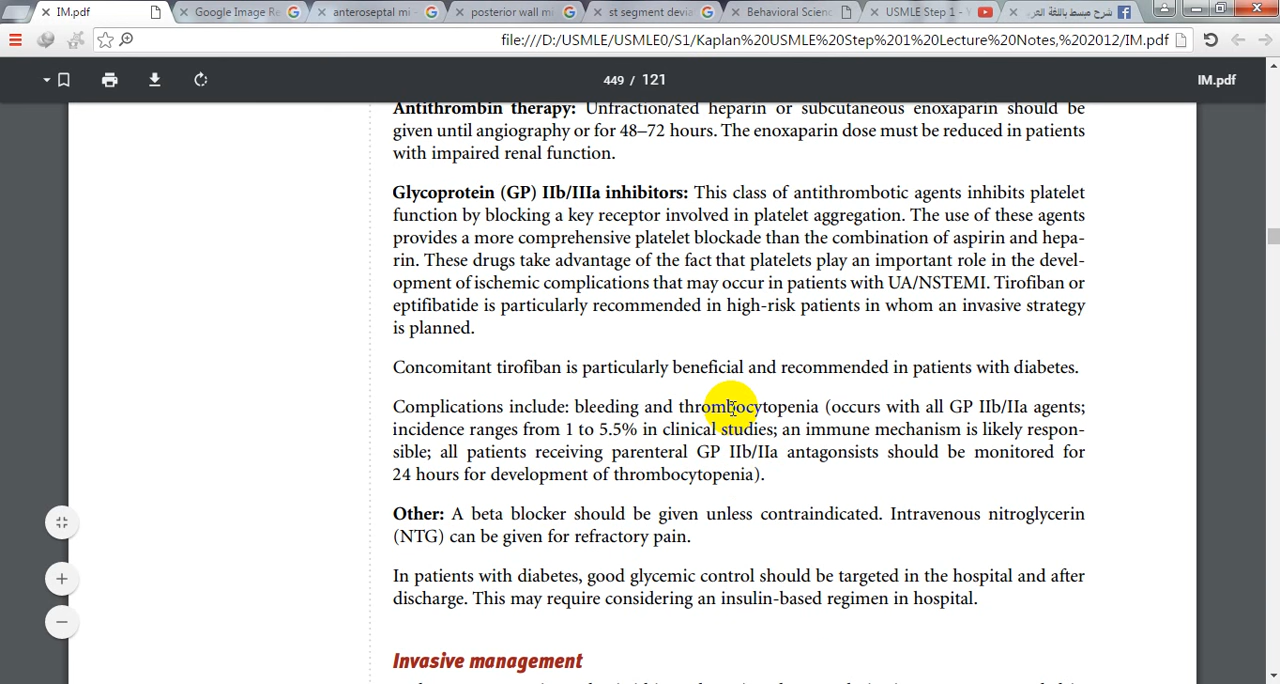 IM.pdf
Google Image Re
anteroseptal mi -
posterior wall mi
st segment devia
Behavioral Scienc
USMLE Step 1 - Y
شرح مبسط باللغة العر
file:///D:/USMLE/USMLE0/S1/Kaplan%20USMLE%20Step%201%20Lecture%20Notes,%202012/IM.pdf
449 / 121
IM.pdf
Antithrombin therapy: Unfractionated heparin or subcutaneous enoxaparin should be
given until angiography or for 48–72 hours. The enoxaparin dose must be reduced in patients
with impaired renal function.
Glycoprotein (GP) IIb/IIIa inhibitors: This class of antithrombotic agents inhibits platelet
function by blocking a key receptor involved in platelet aggregation. The use of these agents
provides a more comprehensive platelet blockade than the combination of aspirin and hepa-
rin. These drugs take advantage of the fact that platelets play an important role in the devel-
opment of ischemic complications that may occur in patients with UA/NSTEMI. Tirofiban or
eptifibatide is particularly recommended in high-risk patients in whom an invasive strategy
is planned.
Concomitant tirofiban is particularly beneficial and recommended in patients with diabetes.
Complications include: bleeding and thrombocytopenia (occurs with all GP IIb/IIa agents;
incidence ranges from 1 to 5.5% in clinical studies; an immune mechanism is likely respon-
sible; all patients receiving parenteral GP IIb/IIa antagonists should be monitored for
24 hours for development of thrombocytopenia).
Other: A beta blocker should be given unless contraindicated. Intravenous nitroglycerin
(NTG) can be given for refractory pain.
In patients with diabetes, good glycemic control should be targeted in the hospital and after
discharge. This may require considering an insulin-based regimen in hospital.
Invasive management